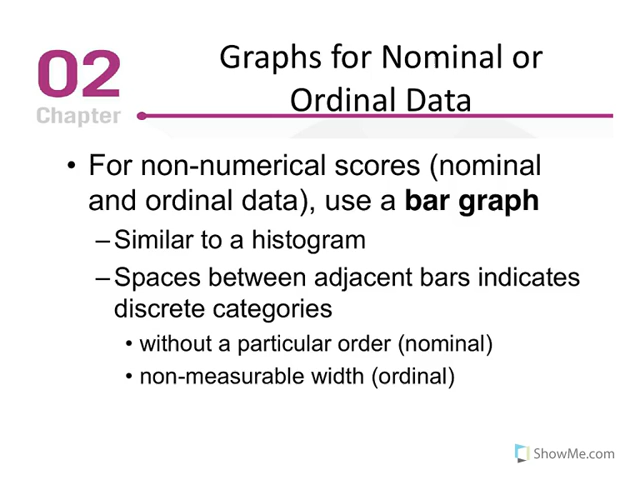 02
Chapter
Graphs for Nominal or
Ordinal Data
• For non-numerical scores (nominal
and ordinal data), use a bar graph
–Similar to a histogram
–Spaces between adjacent bars indicates
discrete categories
• without a particular order (nominal)
• non-measurable width (ordinal)
ShowMe.com